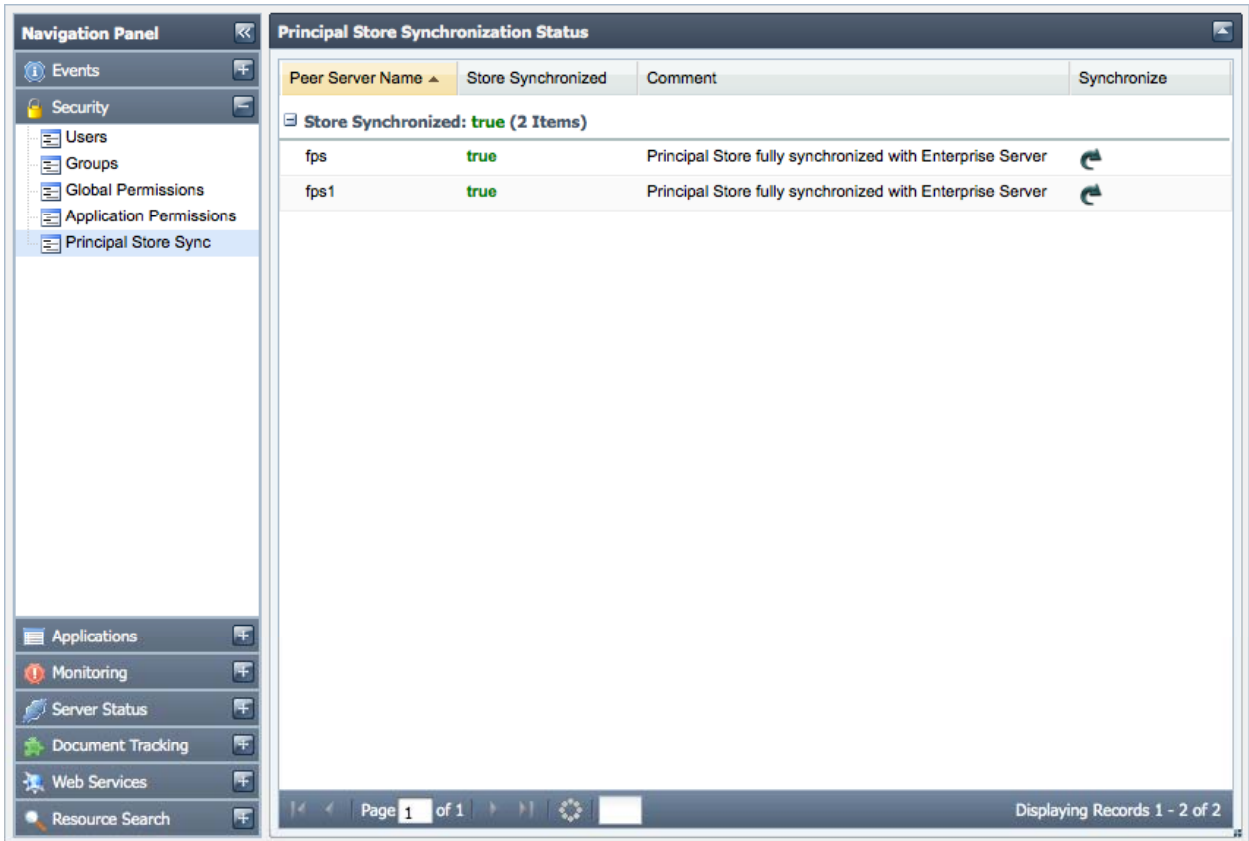 Navigation Panel
Events
Security
Users
Groups
Global Permissions
Application Permissions
Principal Store Sync
Applications
Monitoring
Server Status
Document Tracking
Web Services
Resource Search
Principal Store Synchronization Status
Peer Server Name Store Synchronized Comment Synchronize
Store Synchronized: true (2 Items)
fps true Principal Store fully synchronized with Enterprise Server
fps1 true Principal Store fully synchronized with Enterprise Server
Page 1 of 1 Displaying Records 1 - 2 of 2